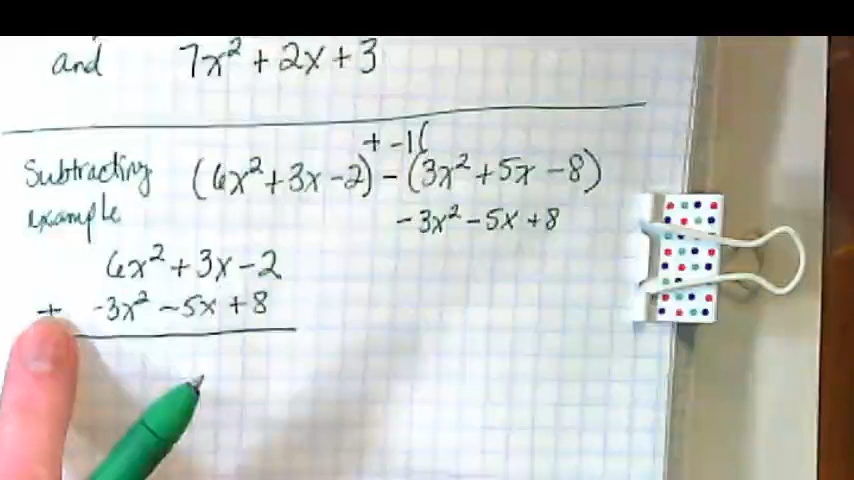 and 7x² + 2x + 3
+ -1(
Subtracting (6x² + 3x - 2) - (3x² + 5x - 8)
example - 3x² - 5x + 8
6x² + 3x - 2
+ -3x² - 5x + 8